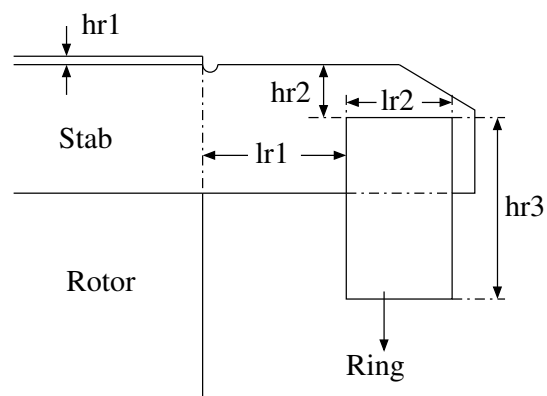 hr1
hr2
lr2
Stab
lr1
hr3
Rotor
Ring